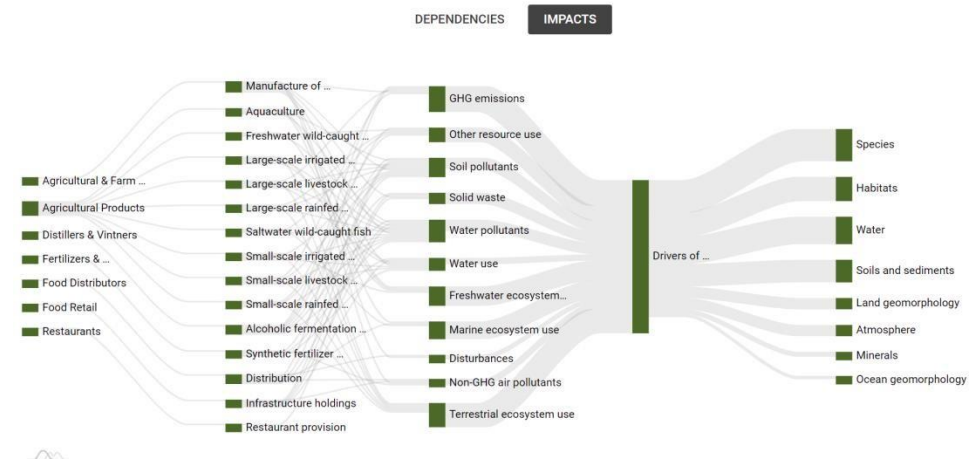 DEPENDENCIES
IMPACTS
Agricultural & Farm ...
Agricultural Products
Distillers & Vintners
Fertilizers & ...
Food Distributors
Food Retail
Restaurants
Manufacture of ...
Aquaculture
Freshwater wild-caught ...
Large-scale irrigated ...
Large-scale livestock ...
Large-scale rainfed ...
Saltwater wild-caught fish
Small-scale irrigated ...
Small-scale livestock ...
Small-scale rainfed ...
Alcoholic fermentation ...
Synthetic fertilizer ...
Distribution
Infrastructure holdings
Restaurant provision
GHG emissions
Other resource use
Soil pollutants
Solid waste
Water pollutants
Water use
Freshwater ecosystem...
Marine ecosystem use
Disturbances
Non-GHG air pollutants
Terrestrial ecosystem use
Drivers of ...
Species
Habitats
Water
Soils and sediments
Land geomorphology
Atmosphere
Minerals
Ocean geomorphology